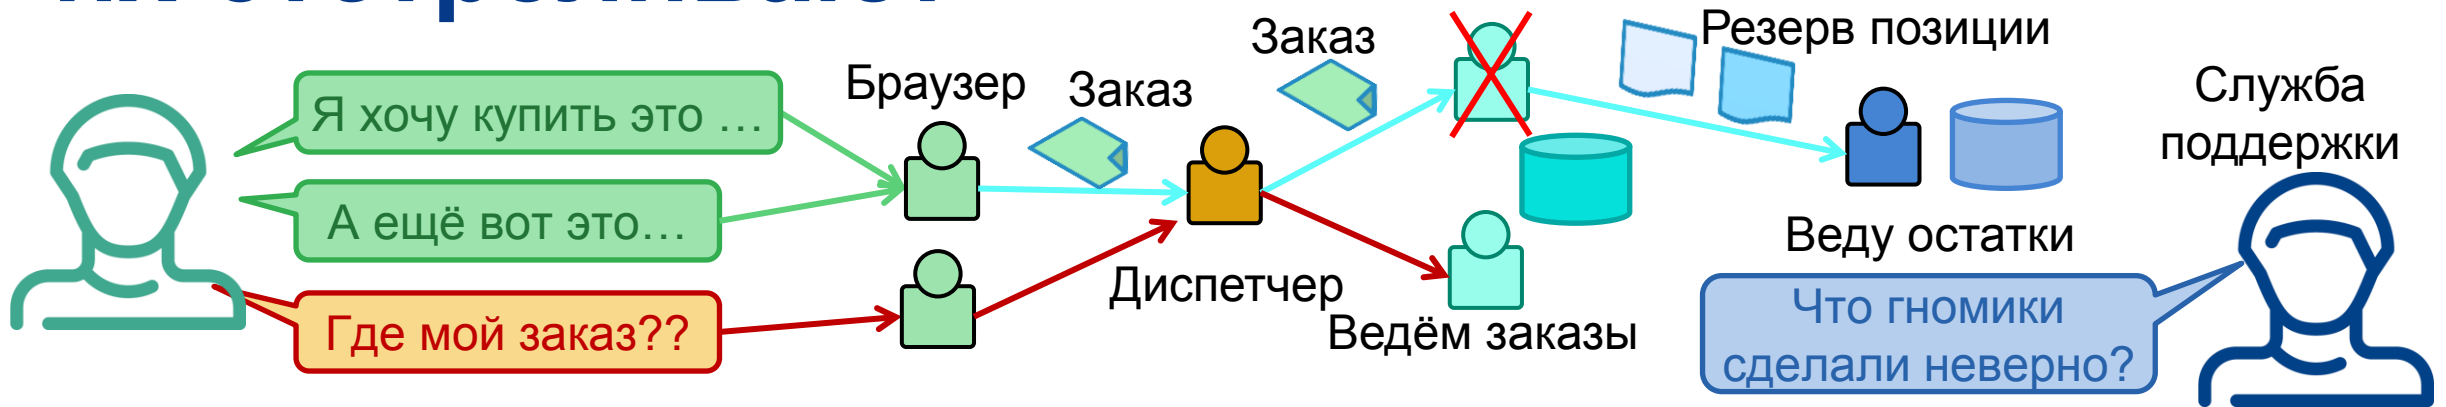 Я хочу купить это …
А ещё вот это…
Где мой заказ??
Браузер
Заказ
Диспетчер
Заказ
Ведём заказы
Резерв позиции
Веду остатки
Служба
поддержки
Что гномики
сделали неверно?